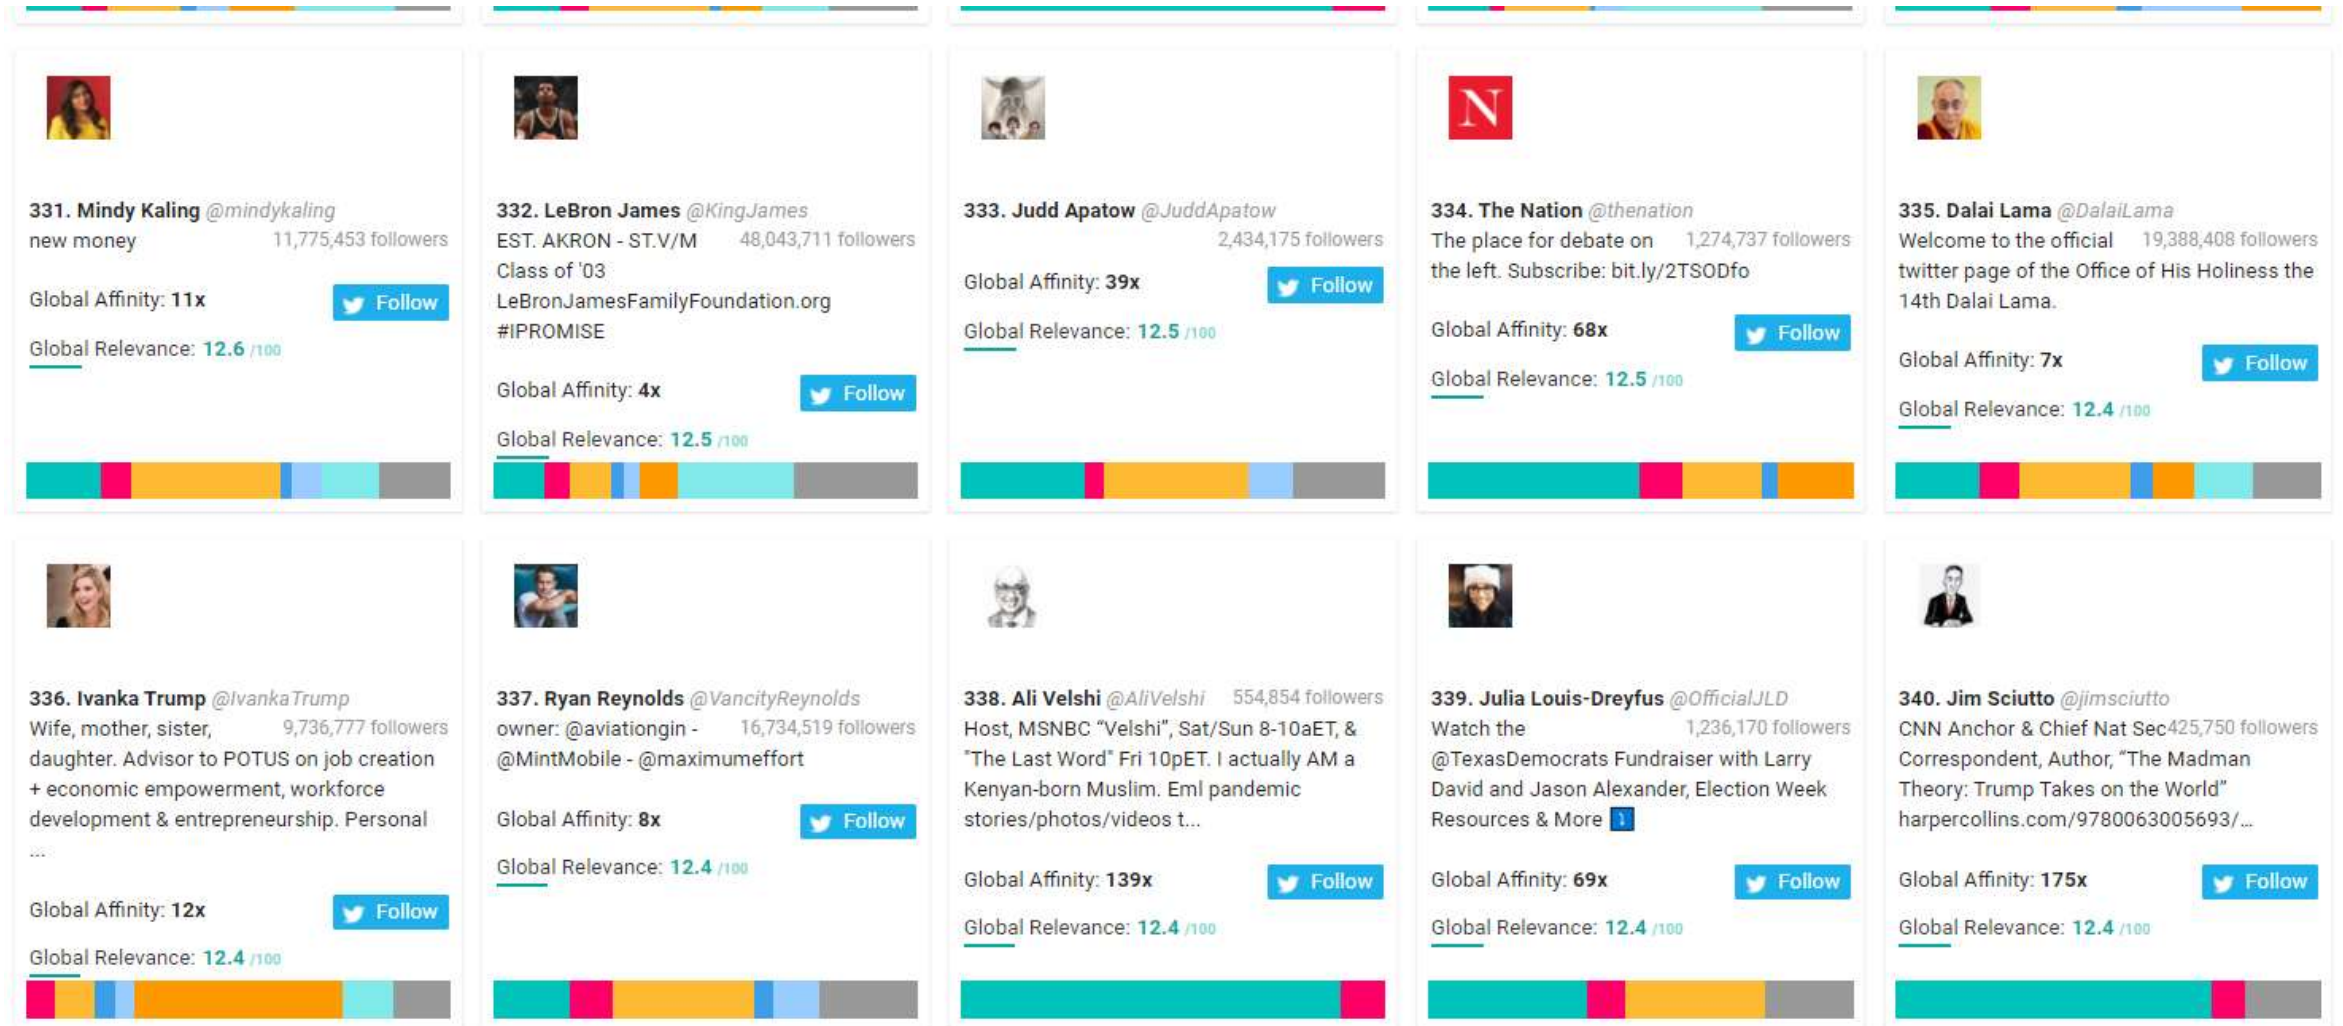 N
331. Mindy Kaling @mindykaling
new money 11,775,453 followers
Global Affinity: 11x
Follow
Global Relevance: 12.6 /100
332. LeBron James @KingJames
EST. AKRON - ST.V/M 48,043,711 followers
Class of '03
LeBronJamesFamilyFoundation.org
#IPROMISE
Global Affinity: 4x
Follow
Global Relevance: 12.5 /100
333. Judd Apatow @JuddApatow
2,434,175 followers
Global Affinity: 39x
Follow
Global Relevance: 12.5 /100
334. The Nation @thenation
The place for debate on 1,274,737 followers
the left. Subscribe: bit.ly/2TSODfo
Global Affinity: 68x
Follow
Global Relevance: 12.5 /100
335. Dalai Lama @DalaiLama
Welcome to the official 19,388,408 followers
twitter page of the Office of His Holiness the
14th Dalai Lama.
Global Affinity: 7x
Follow
Global Relevance: 12.4 /100
336. Ivanka Trump @IvankaTrump
Wife, mother, sister, 9,736,777 followers
daughter. Advisor to POTUS on job creation
+ economic empowerment, workforce
development & entrepreneurship. Personal
...
Global Affinity: 12x
Follow
Global Relevance: 12.4 /100
337. Ryan Reynolds @VancityReynolds
owner: @aviationgin - 16,734,519 followers
@MintMobile - @maximumeffort
Global Affinity: 8x
Follow
Global Relevance: 12.4 /100
338. Ali Velshi @AliVelshi 554,854 followers
Host, MSNBC “Velshi”, Sat/Sun 8-10aET, &
"The Last Word" Fri 10pET. I actually AM a
Kenyan-born Muslim. Eml pandemic
stories/photos/videos t...
Global Affinity: 139x
Follow
Global Relevance: 12.4 /100
339. Julia Louis-Dreyfus @OfficialJLD
Watch the 1,236,170 followers
@TexasDemocrats Fundraiser with Larry
David and Jason Alexander, Election Week
Resources & More ⤵
Global Affinity: 69x
Follow
Global Relevance: 12.4 /100
340. Jim Sciutto @jimsciutto
CNN Anchor & Chief Nat Sec 425,750 followers
Correspondent, Author, “The Madman
Theory: Trump Takes on the World”
harpercollins.com/9780063005693/…
Global Affinity: 175x
Follow
Global Relevance: 12.4 /100